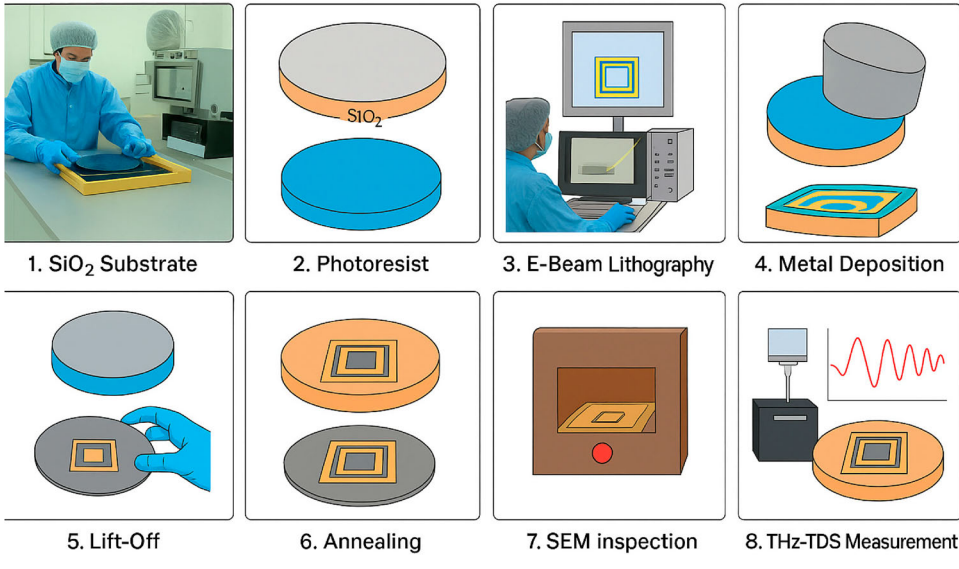 SiO₂
1. SiO₂ Substrate
2. Photoresist
3. E-Beam Lithography
4. Metal Deposition
5. Lift-Off
6. Annealing
7. SEM inspection
8. THz-TDS Measurement